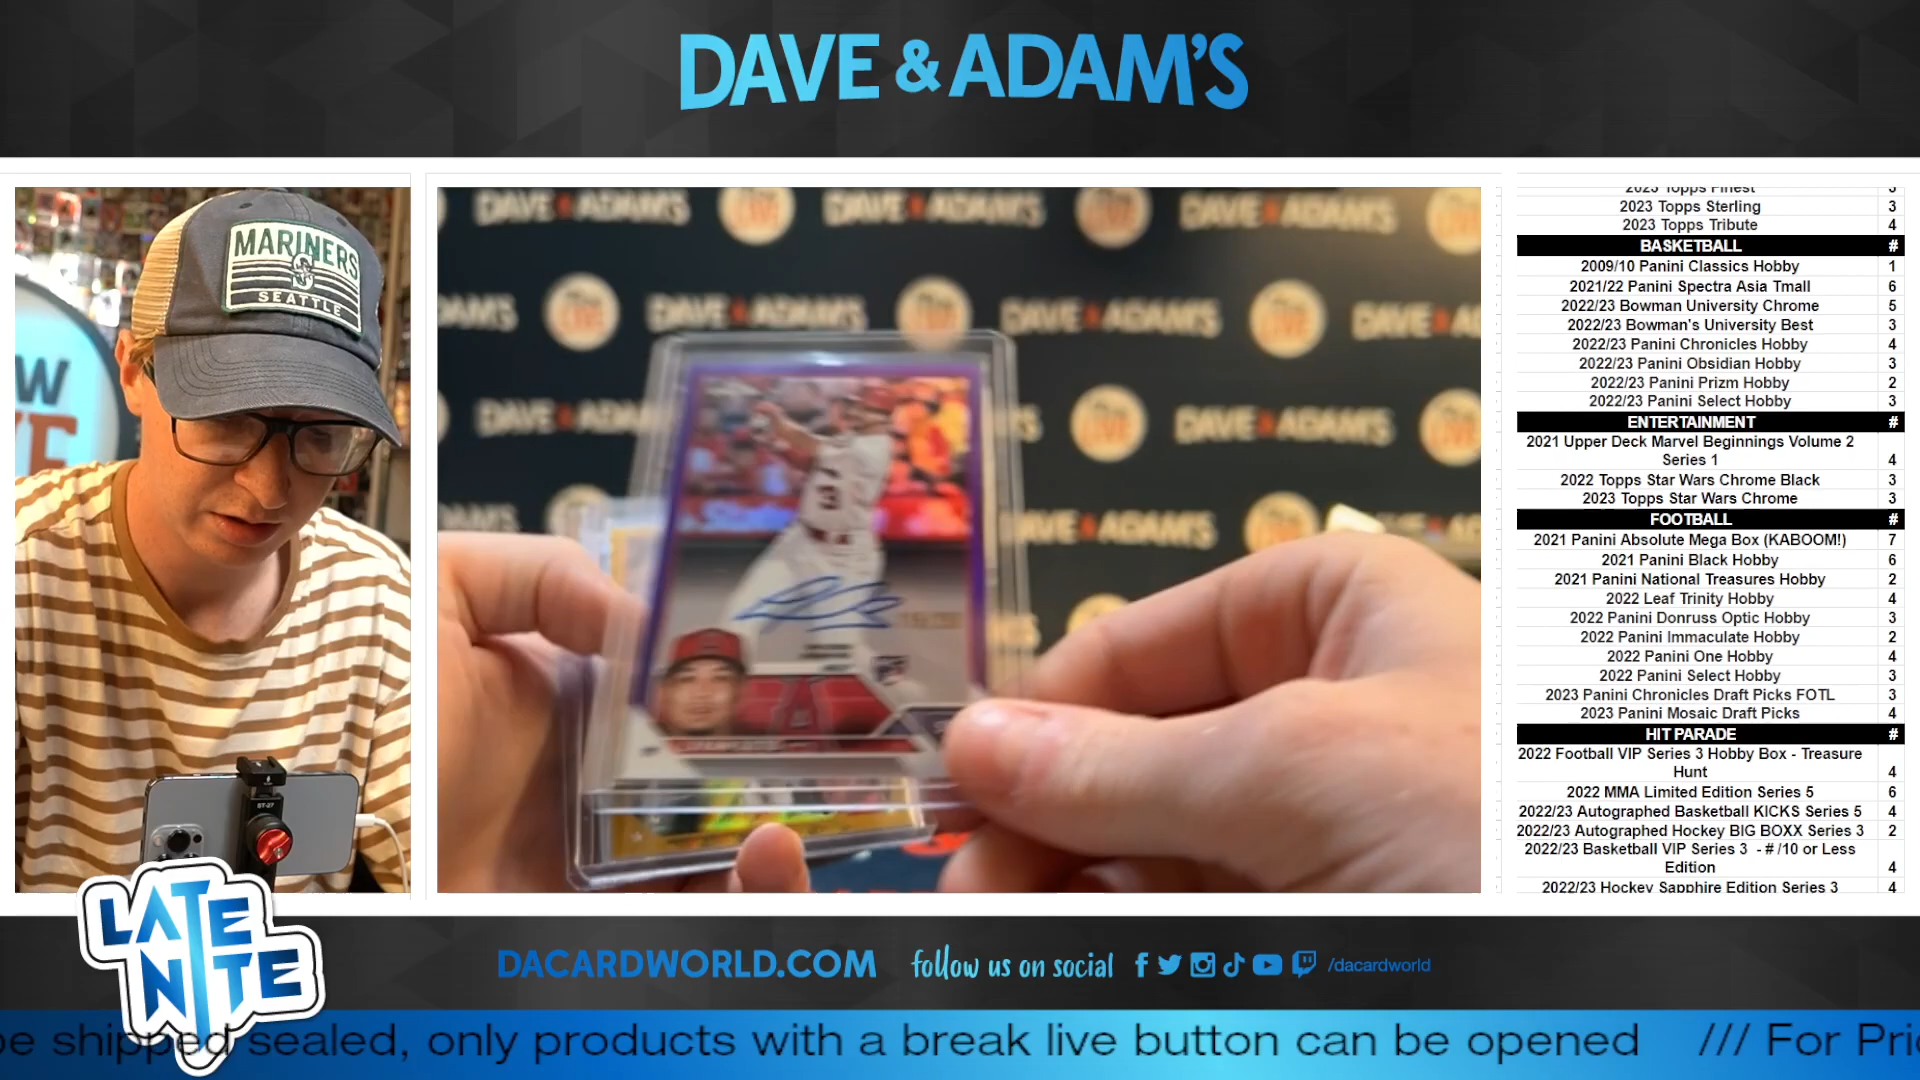 DAVE & ADAM'S
MARINERS
SEATTLE
DAVE & ADAM'S
LIVE
2023 Topps Finest 3
2023 Topps Sterling 3
2023 Topps Tribute 4
BASKETBALL #
2009/10 Panini Classics Hobby 1
2021/22 Panini Spectra Asia Tmall 6
2022/23 Bowman University Chrome 5
2022/23 Bowman's University Best 3
2022/23 Panini Chronicles Hobby 4
2022/23 Panini Obsidian Hobby 3
2022/23 Panini Prizm Hobby 2
2022/23 Panini Select Hobby 3
ENTERTAINMENT #
2021 Upper Deck Marvel Beginnings Volume 2
Series 1 4
2022 Topps Star Wars Chrome Black 3
2023 Topps Star Wars Chrome 3
FOOTBALL #
2021 Panini Absolute Mega Box (KABOOM!) 7
2021 Panini Black Hobby 6
2021 Panini National Treasures Hobby 2
2022 Leaf Trinity Hobby 4
2022 Panini Donruss Optic Hobby 3
2022 Panini Immaculate Hobby 2
2022 Panini One Hobby 4
2022 Panini Select Hobby 3
2023 Panini Chronicles Draft Picks FOTL 3
2023 Panini Mosaic Draft Picks 4
HIT PARADE #
2022 Football VIP Series 3 Hobby Box - Treasure
Hunt 4
2022 MMA Limited Edition Series 5 6
2022/23 Autographed Basketball KICKS Series 5 4
2022/23 Autographed Hockey BIG BOXX Series 3 2
2022/23 Basketball VIP Series 3 - # /10 or Less
Edition 4
2022/23 Hockey Sapphire Edition Series 3 4
LATE
NITE
DACARDWORLD.COM follow us on social /dacardworld
be shipped sealed, only products with a break live button can be opened /// For Pric